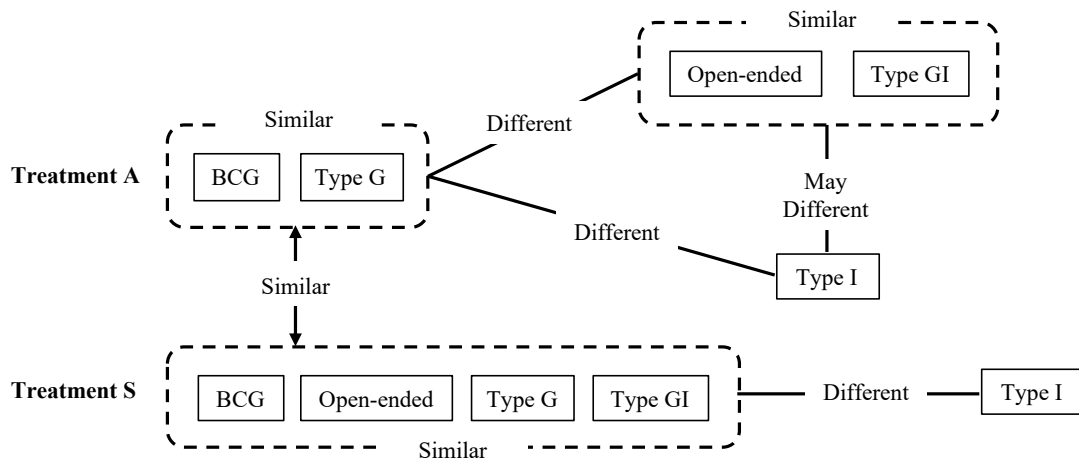 Similar
Open-ended
Type GI
Different
Similar
Treatment A
BCG
Type G
May
Different
Different
Type I
Similar
Treatment S
BCG
Open-ended
Type G
Type GI
Different
Type I
Similar